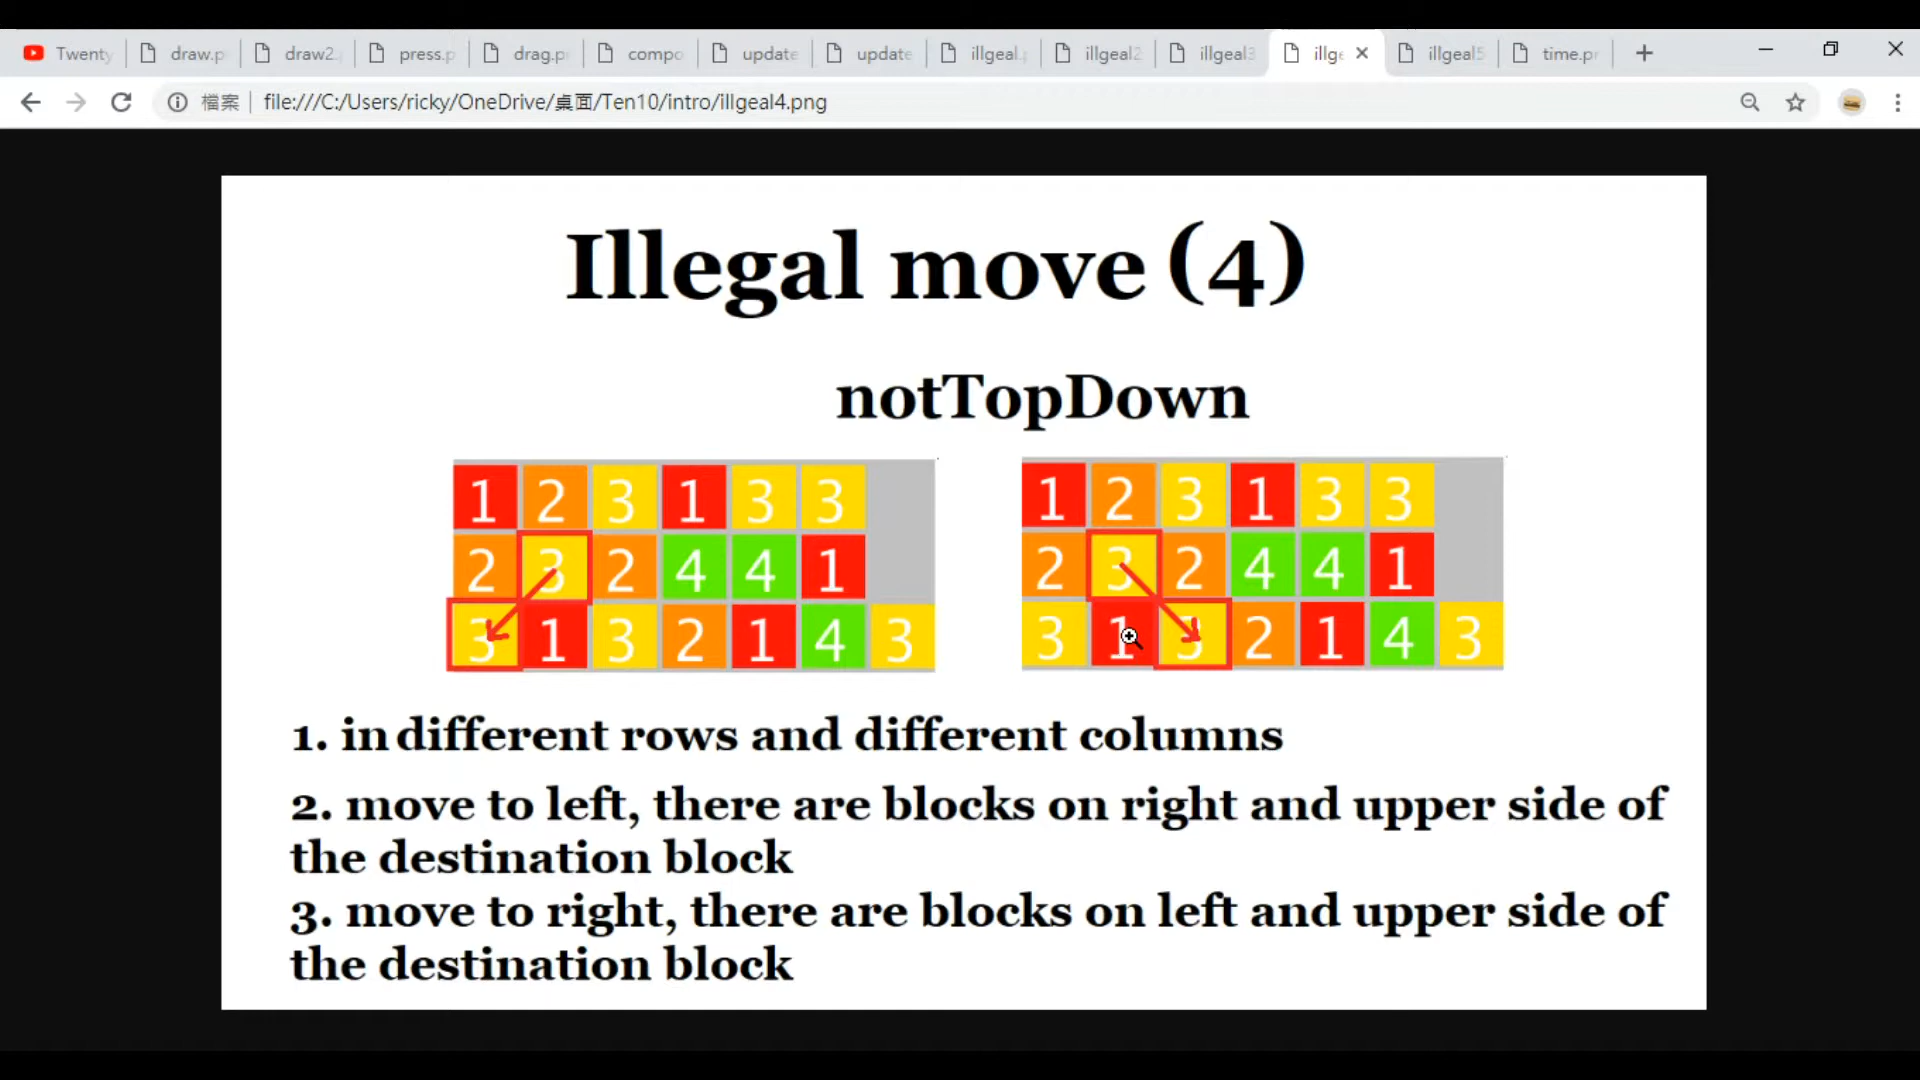 Twenty draw.p draw2. press.p drag.p compo update update illgeal. illgeal2 illgeal3 illge illgeal5 time.pr
檔案 file:///C:/Users/ricky/OneDrive/桌面/Ten10/intro/illgeal4.png
Illegal move (4)
notTopDown
1 2 3 1 3 3
2 3 2 4 4 1
3 1 3 2 1 4 3
1 2 3 1 3 3
2 3 2 4 4 1
3 1 3 2 1 4 3
1. in different rows and different columns
2. move to left, there are blocks on right and upper side of
the destination block
3. move to right, there are blocks on left and upper side of
the destination block